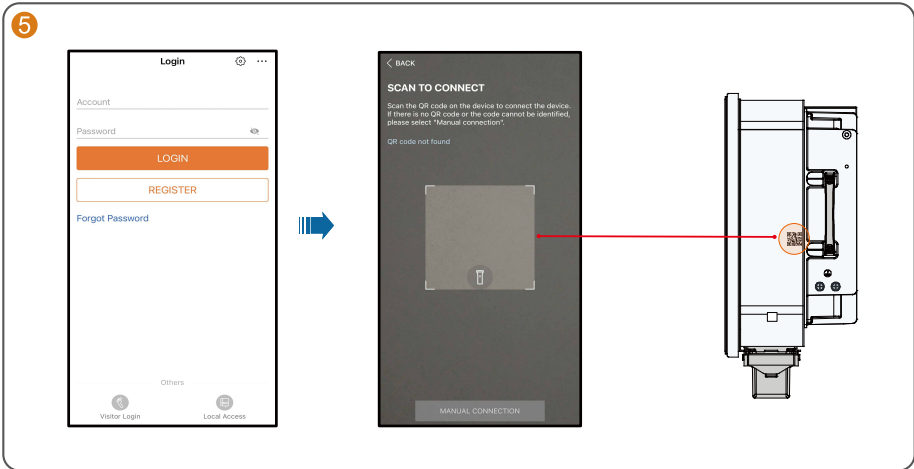 5
Login
Account
Password
LOGIN
REGISTER
Forgot Password
Others
Visitor Login
Local Access
BACK
SCAN TO CONNECT
Scan the QR code on the device to connect the device.
If there is no QR code or the code cannot be identified,
please select "Manual connection".
QR code not found
MANUAL CONNECTION